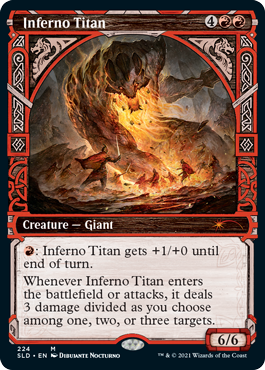 Inferno Titan 4
Creature — Giant
: Inferno Titan gets +1/+0 until
end of turn.
Whenever Inferno Titan enters
the battlefield or attacks, it deals
3 damage divided as you choose
among one, two, or three targets.
6/6
224 M
SLD • EN DIBUJANTE NOCTURNO
™ & © 2021 Wizards of the Coast